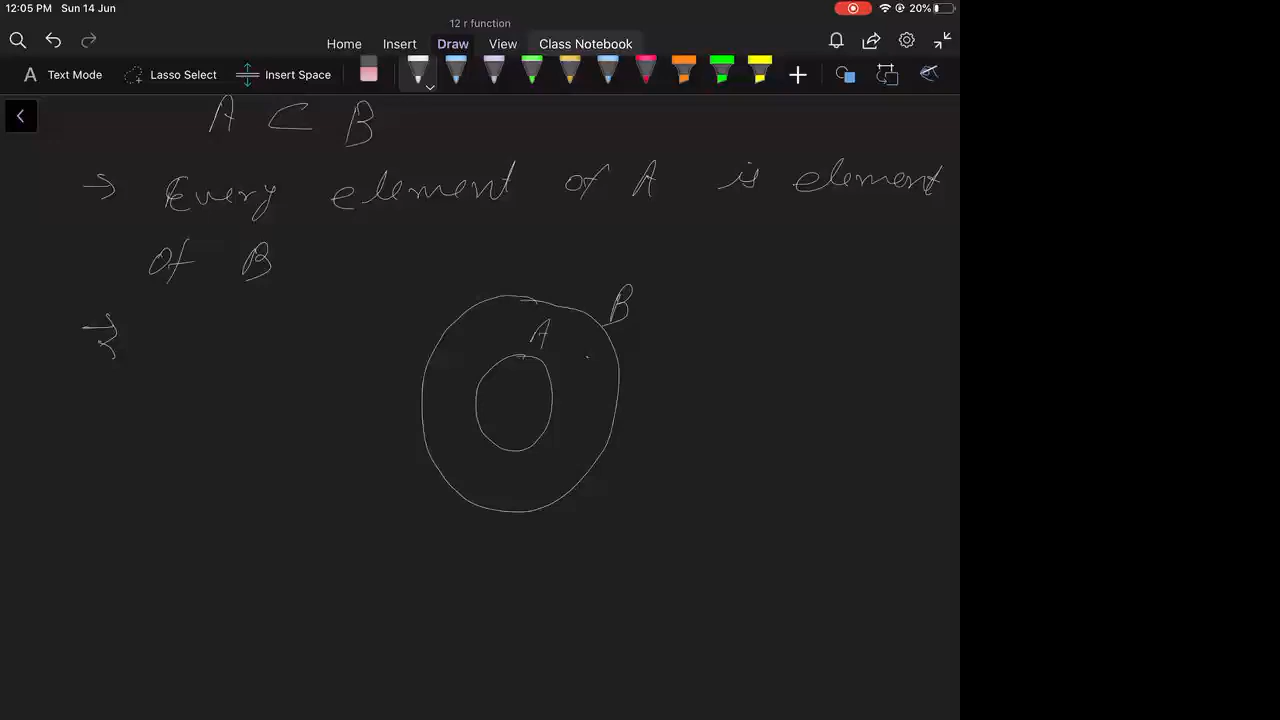 12:05 PM Sun 14 Jun
20%
12 r function
Home Insert Draw View Class Notebook
A Text Mode Lasso Select Insert Space
A ⊂ B
→ Every element of A is element
of B
B
A